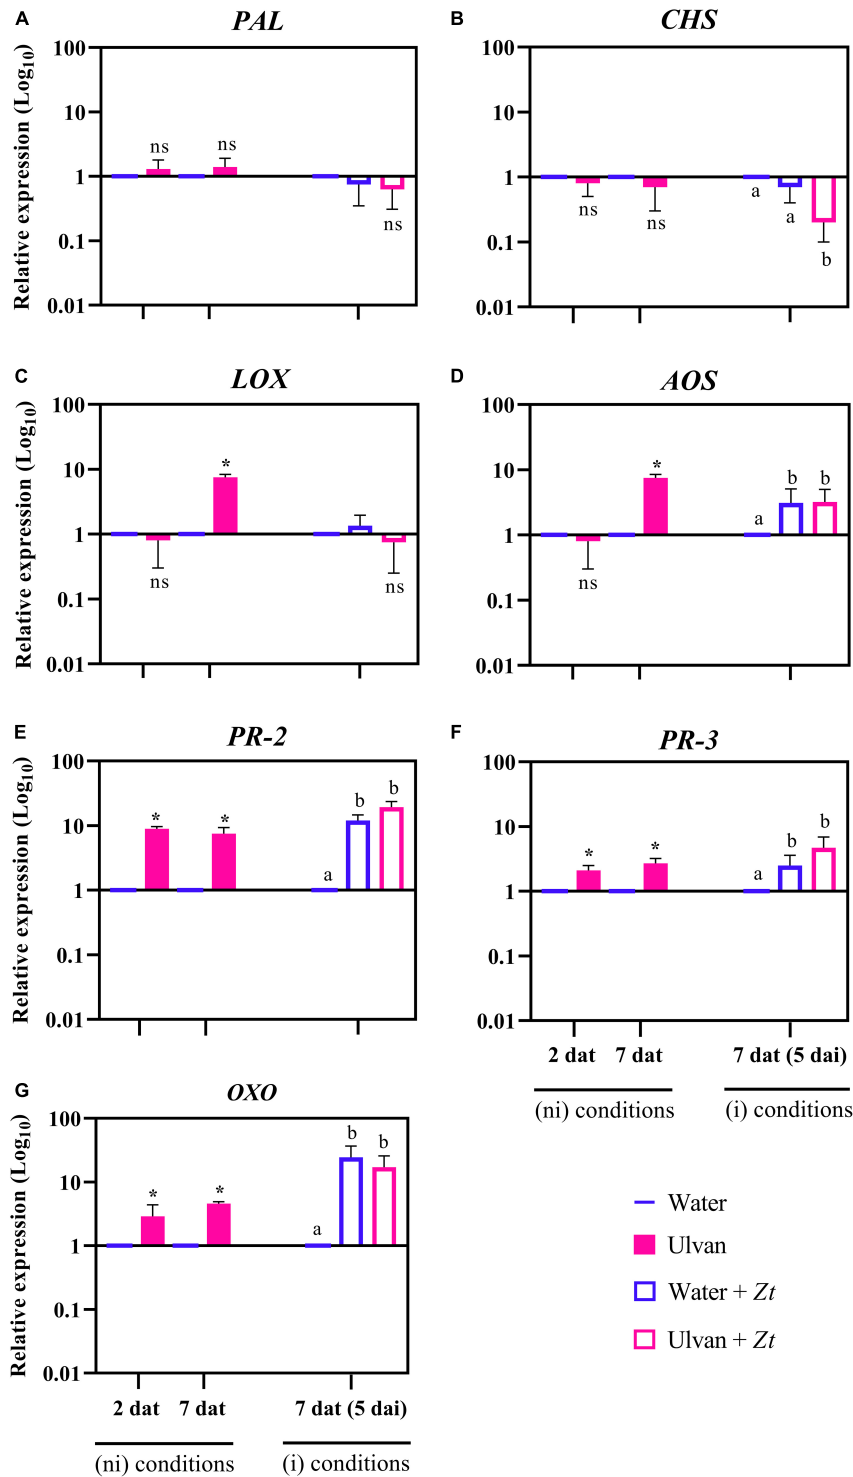 A
PAL
Relative expression (Log10)
100
10
1
0.1
0.01
ns
ns
ns
B
CHS
100
10
1
0.1
0.01
ns
ns
a
a
b
C
LOX
Relative expression (Log10)
100
10
1
0.1
0.01
ns
*
ns
D
AOS
100
10
1
0.1
0.01
ns
*
a
b
b
E
PR-2
Relative expression (Log10)
100
10
1
0.1
0.01
*
*
a
b
b
F
PR-3
100
10
1
0.1
0.01
*
*
a
b
b
2 dat
7 dat
7 dat (5 dai)
(ni) conditions
(i) conditions
G
OXO
Relative expression (Log10)
100
10
1
0.1
0.01
*
*
a
b
b
2 dat
7 dat
7 dat (5 dai)
(ni) conditions
(i) conditions
Water
Ulvan
Water + Zt
Ulvan + Zt